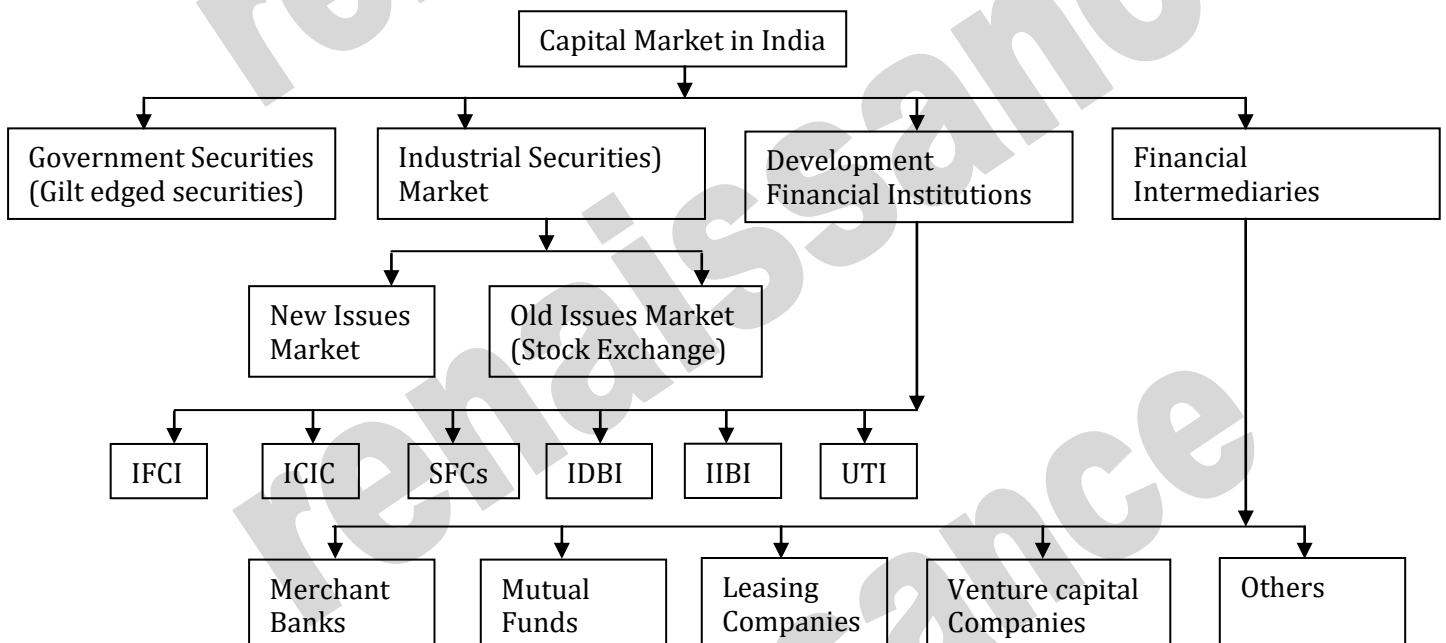 Capital Market in India
Government Securities
(Gilt edged securities)
Industrial Securities)
Market
Development
Financial Institutions
Financial
Intermediaries
New Issues
Market
Old Issues Market
(Stock Exchange)
IFCI
ICIC
SFCs
IDBI
IIBI
UTI
Merchant
Banks
Mutual
Funds
Leasing
Companies
Venture capital
Companies
Others
renaissance
renaissance